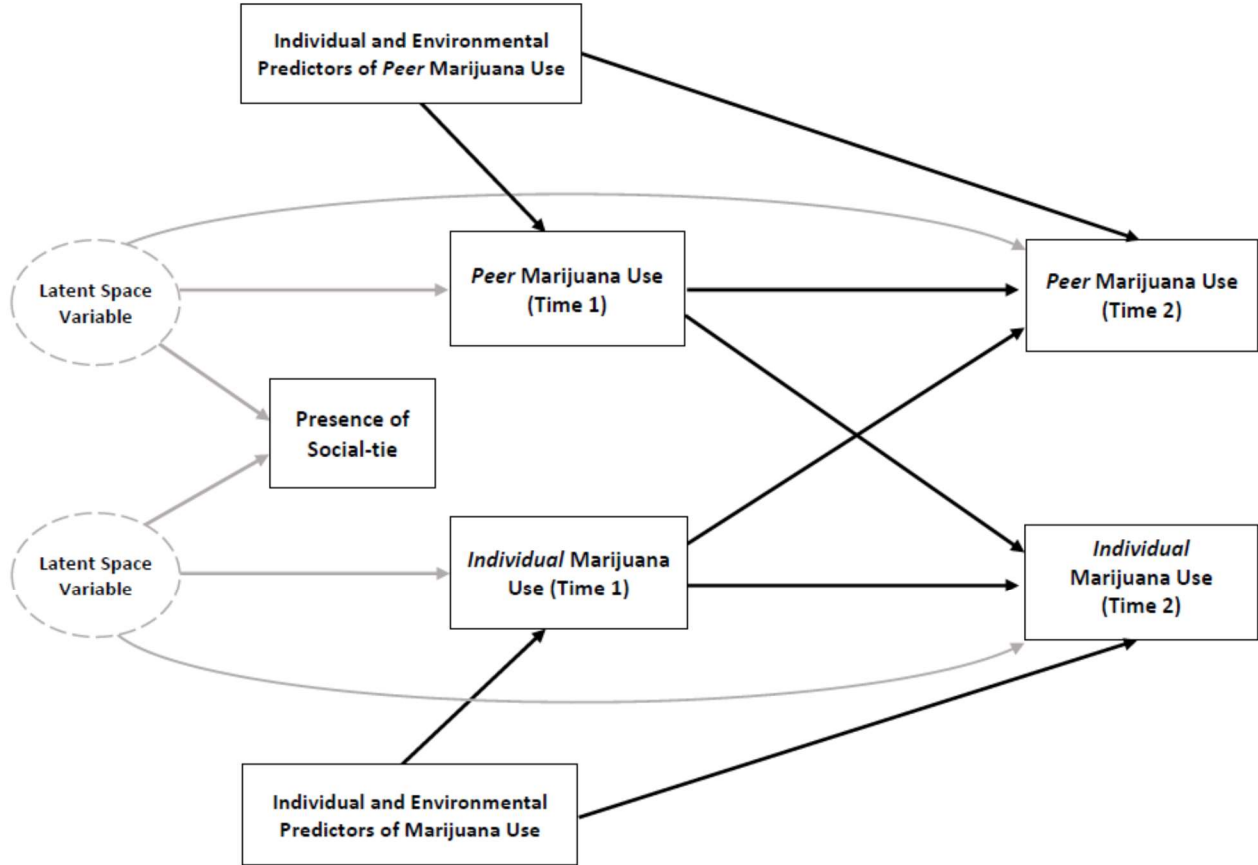 Individual and Environmental
Predictors of Peer Marijuana Use
Latent Space
Variable
Peer Marijuana Use
(Time 1)
Peer Marijuana Use
(Time 2)
Presence of
Social-tie
Latent Space
Variable
Individual Marijuana
Use (Time 1)
Individual
Marijuana Use
(Time 2)
Individual and Environmental
Predictors of Marijuana Use